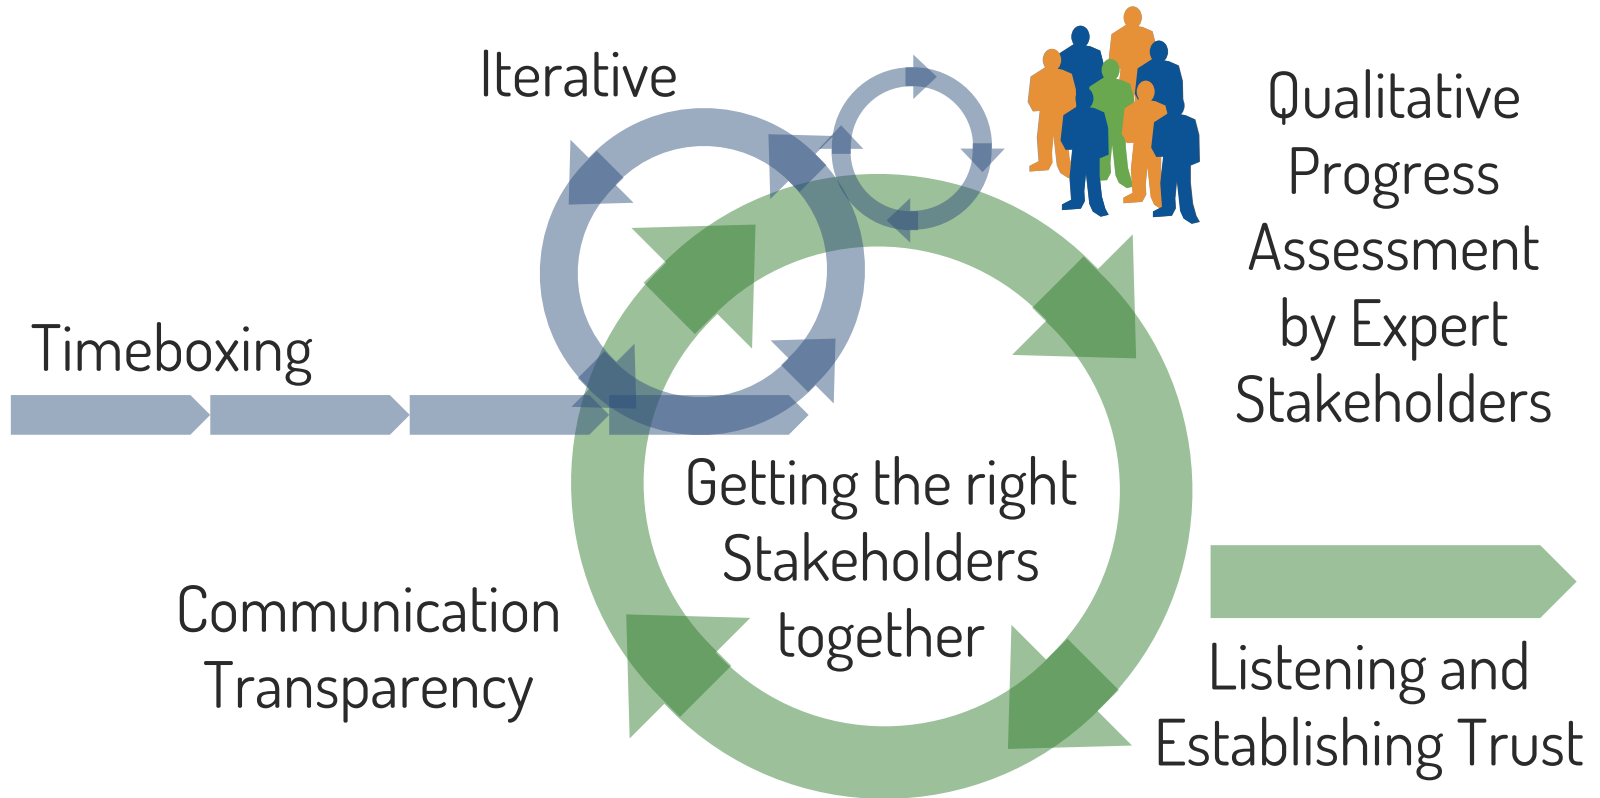 Iterative
Qualitative
Progress
Assessment
by Expert
Stakeholders
Timeboxing
Getting the right
Stakeholders
together
Communication
Transparency
Listening and
Establishing Trust